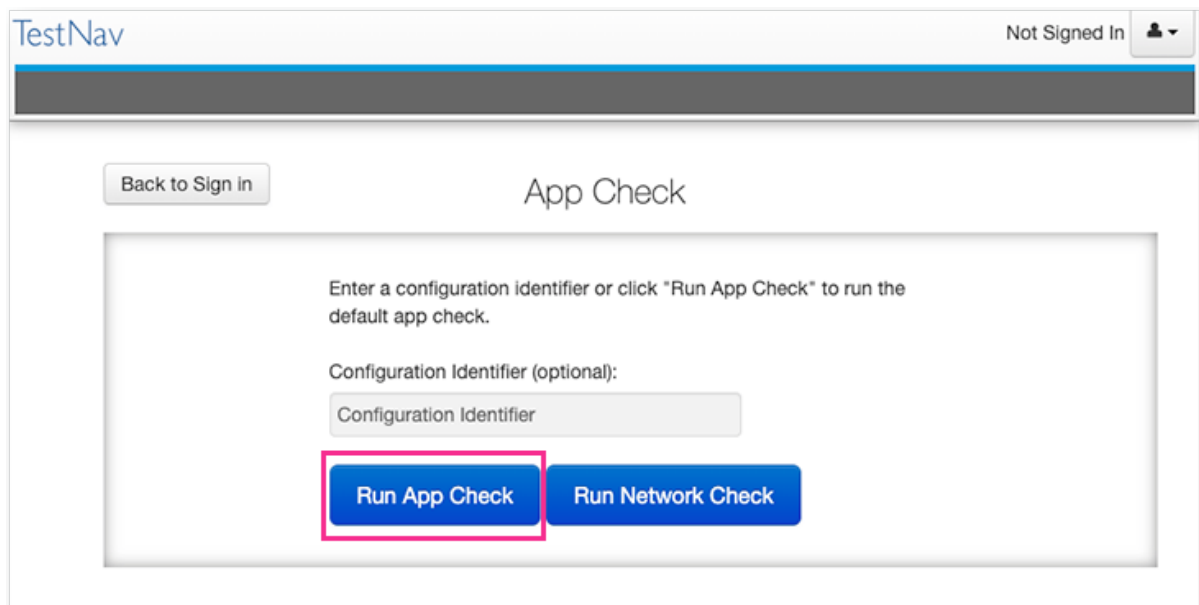 TestNav
Not Signed In
Back to Sign in
App Check
Enter a configuration identifier or click "Run App Check" to run the
default app check.
Configuration Identifier (optional):
Configuration Identifier
Run App Check
Run Network Check